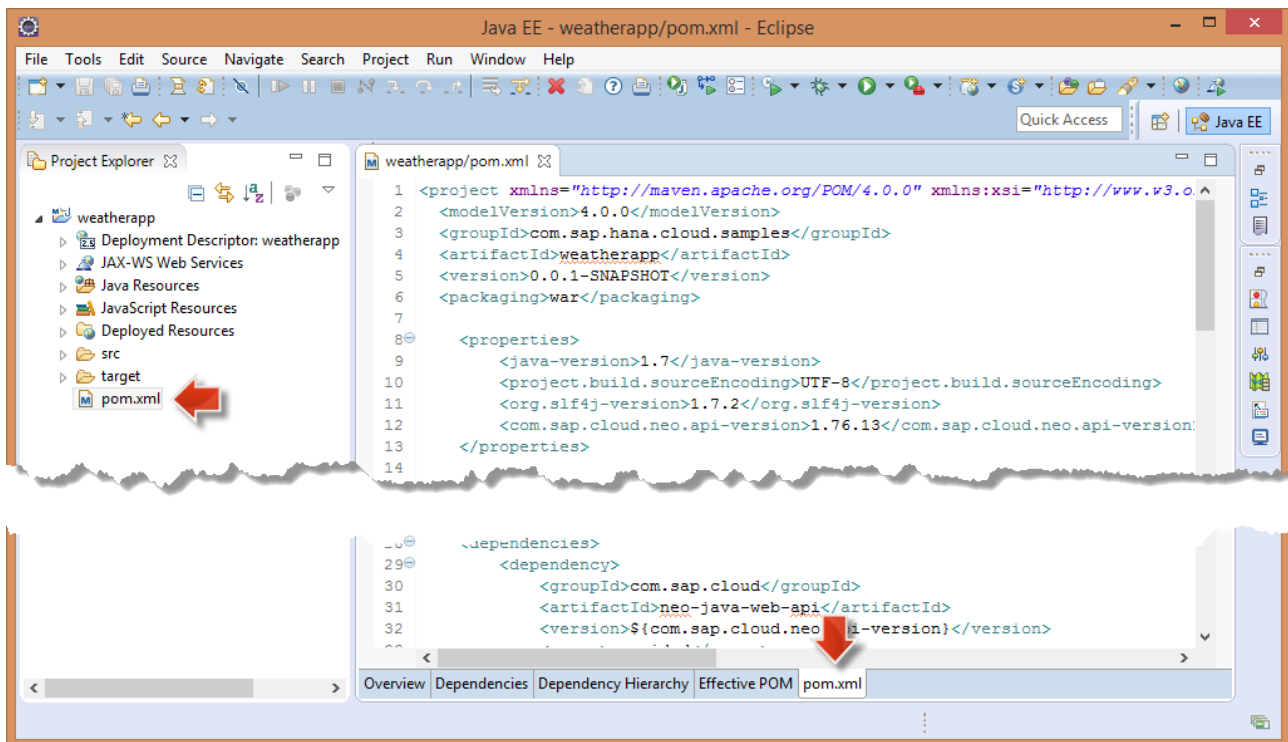 Java EE - weatherapp/pom.xml - Eclipse
File Tools Edit Source Navigate Search Project Run Window Help
Quick Access
Java EE
Project Explorer
weatherapp
Deployment Descriptor: weatherapp
JAX-WS Web Services
Java Resources
JavaScript Resources
Deployed Resources
src
target
pom.xml
weatherapp/pom.xml
1 <project xmlns="http://maven.apache.org/POM/4.0.0" xmlns:xsi="http://www.w3.o
2 <modelVersion>4.0.0</modelVersion>
3 <groupId>com.sap.hana.cloud.samples</groupId>
4 <artifactId>weatherapp</artifactId>
5 <version>0.0.1-SNAPSHOT</version>
6 <packaging>war</packaging>
7
8 <properties>
9 <java-version>1.7</java-version>
10 <project.build.sourceEncoding>UTF-8</project.build.sourceEncoding>
11 <org.slf4j-version>1.7.2</org.slf4j-version>
12 <com.sap.cloud.neo.api-version>1.76.13</com.sap.cloud.neo.api-version
13 </properties>
14
dependencies>
29 <dependency>
30 <groupId>com.sap.cloud</groupId>
31 <artifactId>neo-java-web-api</artifactId>
32 <version>${com.sap.cloud.neo i-version}</version>
Overview Dependencies Dependency Hierarchy Effective POM pom.xml